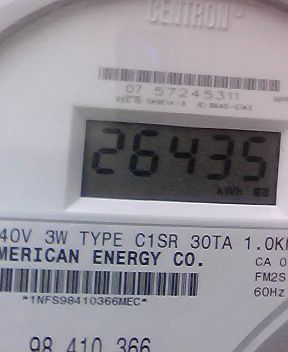 CENTRON®
07 57245311
26435
kWh
40V 3W TYPE C1SR 30TA 1.0K
MERICAN ENERGY CO.
CA 0
FM2S
60Hz
*1NFS98410366MEC*
98 410 366